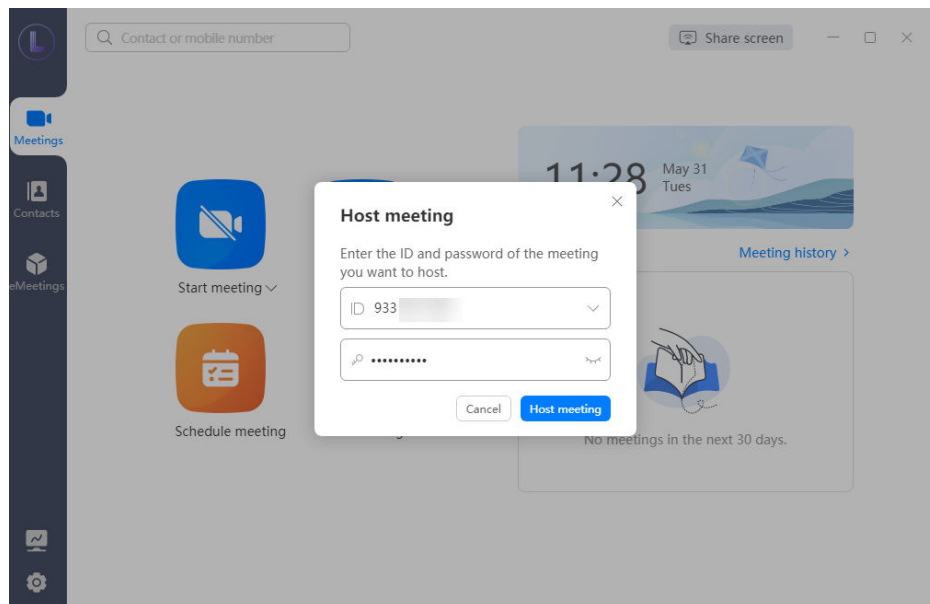 L
Contact or mobile number
Share screen
Meetings
Contacts
eMeetings
11:28
May 31
Tues
Meeting history >
Start meeting
Schedule meeting
Host meeting
Enter the ID and password of the meeting
you want to host.
ID 933
••••••••••
Cancel
Host meeting
No meetings in the next 30 days.